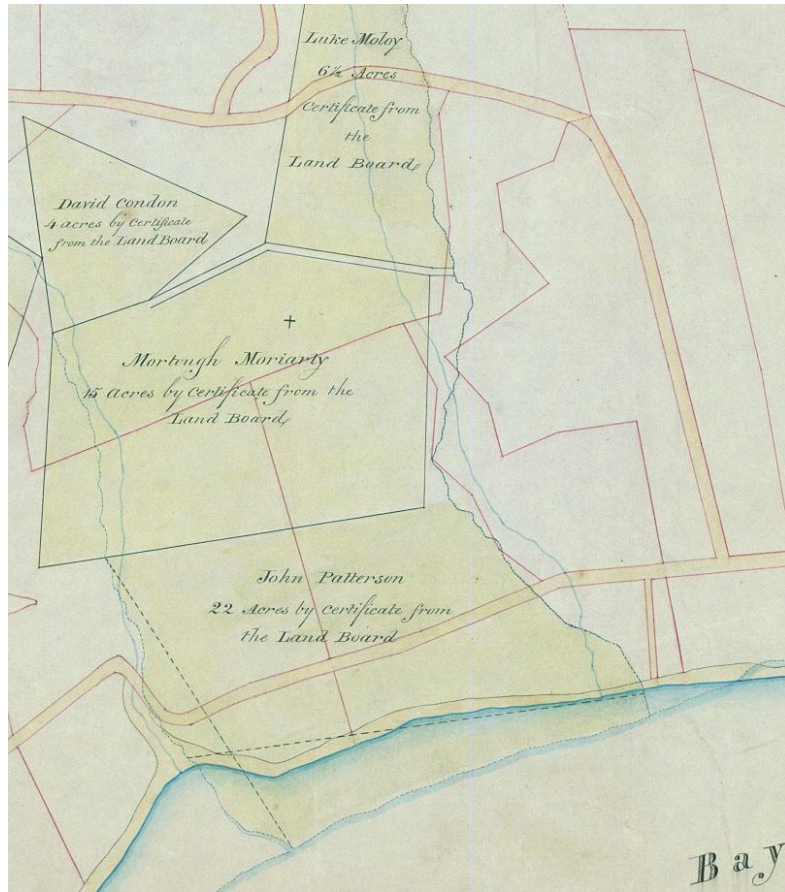 Luke Moloy
6½ Acres
Certificate from
the
Land Board
David Condon
4 acres by Certificate
from the Land Board
Mortough Moriarty
15 Acres by Certificate from the
Land Board
John Patterson
22 Acres by Certificate from
the Land Board
Bay